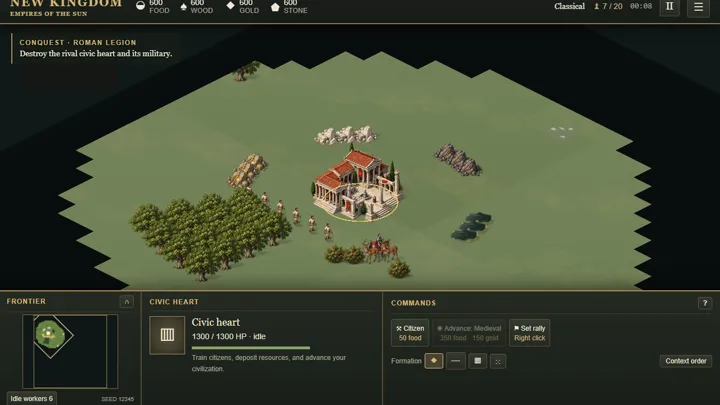 NEW KINGDOM
EMPIRES OF THE SUN
600 FOOD
600 WOOD
600 GOLD
600 STONE
Classical
7 / 20
00:08
CONQUEST · ROMAN LEGION
Destroy the rival civic heart and its military.
FRONTIER
Idle workers 6
SEED 12345
CIVIC HEART
Civic heart
1300 / 1300 HP · idle
Train citizens, deposit resources, and advance your
civilization.
COMMANDS
?
Citizen
50 food
Advance: Medieval
350 food · 150 gold
Set rally
Right click
Formation
Context order